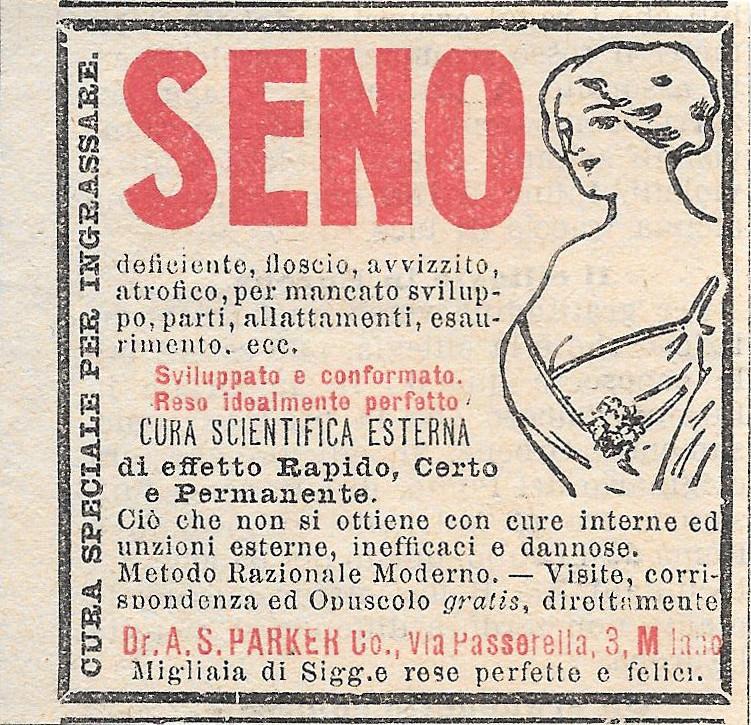 CURA SPECIALE PER INGRASSARE.
SENO
deficiente, floscio, avvizzito,
atrofico, per mancato svilup-
po, parti, allattamenti, esau-
rimento. ecc.
Sviluppato e conformato.
Reso idealmente perfetto
CURA SCIENTIFICA ESTERNA
di effetto Rapido, Certo
e Permanente.
Ciò che non si ottiene con cure interne ed
unzioni esterne, inefficaci e dannose.
Metodo Razionale Moderno. — Visite, corri-
spondenza ed Opuscolo gratis, direttamente
Dr. A. S. PARKER Co., Via Passerella, 3, Milano
Migliaia di Sigg.e rese perfette e felici.